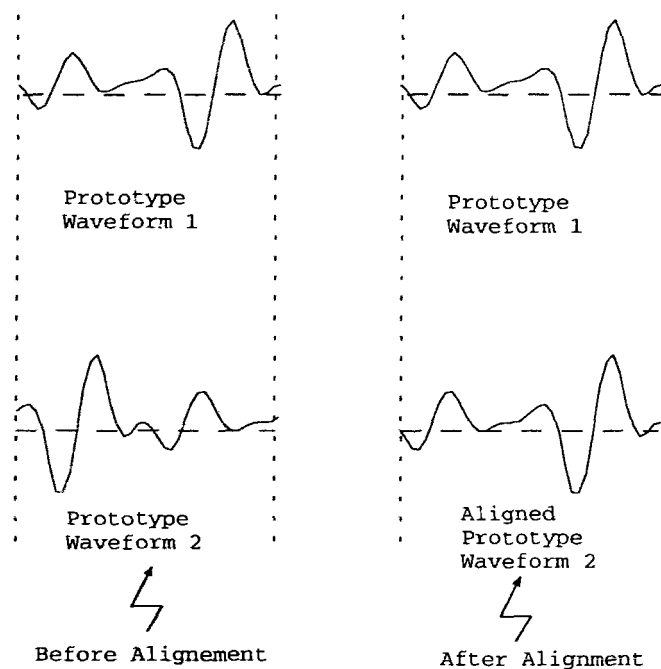 Prototype
Waveform 1
Prototype
Waveform 1
Prototype
Waveform 2
Aligned
Prototype
Waveform 2
Before Alignement
After Alignment